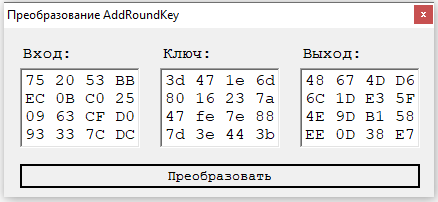 Преобразование AddRoundKey x
Вход: Ключ: Выход:
75 20 53 BB 3d 47 1e 6d 48 67 4D D6
EC 0B C0 25 80 16 23 7a 6C 1D E3 5F
09 63 CF D0 47 fe 7e 88 4E 9D B1 58
93 33 7C DC 7d 3e 44 3b EE 0D 38 E7
Преобразовать